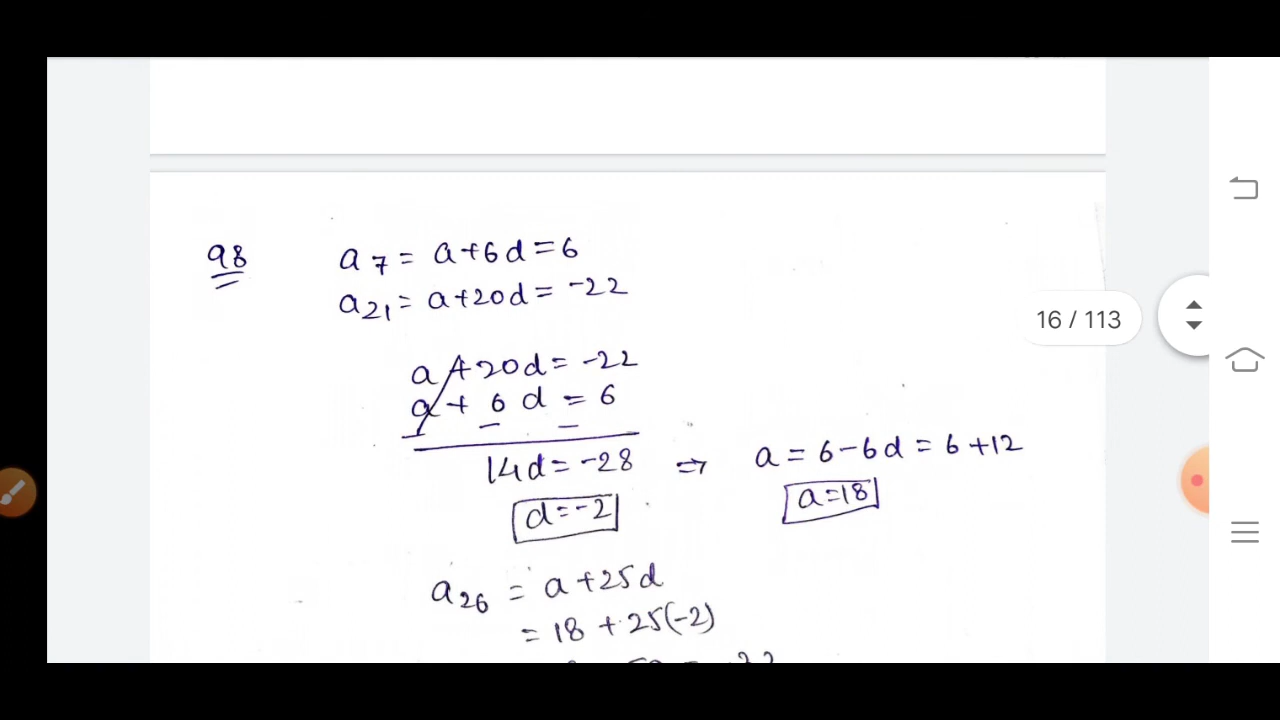 98
a7 = a+6d=6
a21= a+20d= -22
16 / 113
a+20d= -22
a+ 6 d = 6
14d= -28 ⇒ a = 6-6d = 6+12
d=-2
a=18
a26 = a+25d
= 18 + 25(-2)